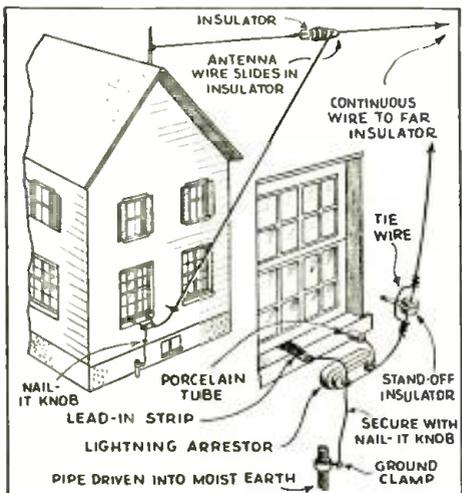 INSULATOR
ANTENNA
WIRE SLIDES IN
INSULATOR
CONTINUOUS
WIRE TO FAR
INSULATOR
TIE
WIRE
NAIL-
IT KNOB
PORCELAIN
TUBE
STAND-OFF
INSULATOR
LEAD-IN STRIP
SECURE WITH
NAIL-IT KNOB
LIGHTNING ARRESTOR
GROUND
CLAMP
PIPE DRIVEN INTO MOIST EARTH